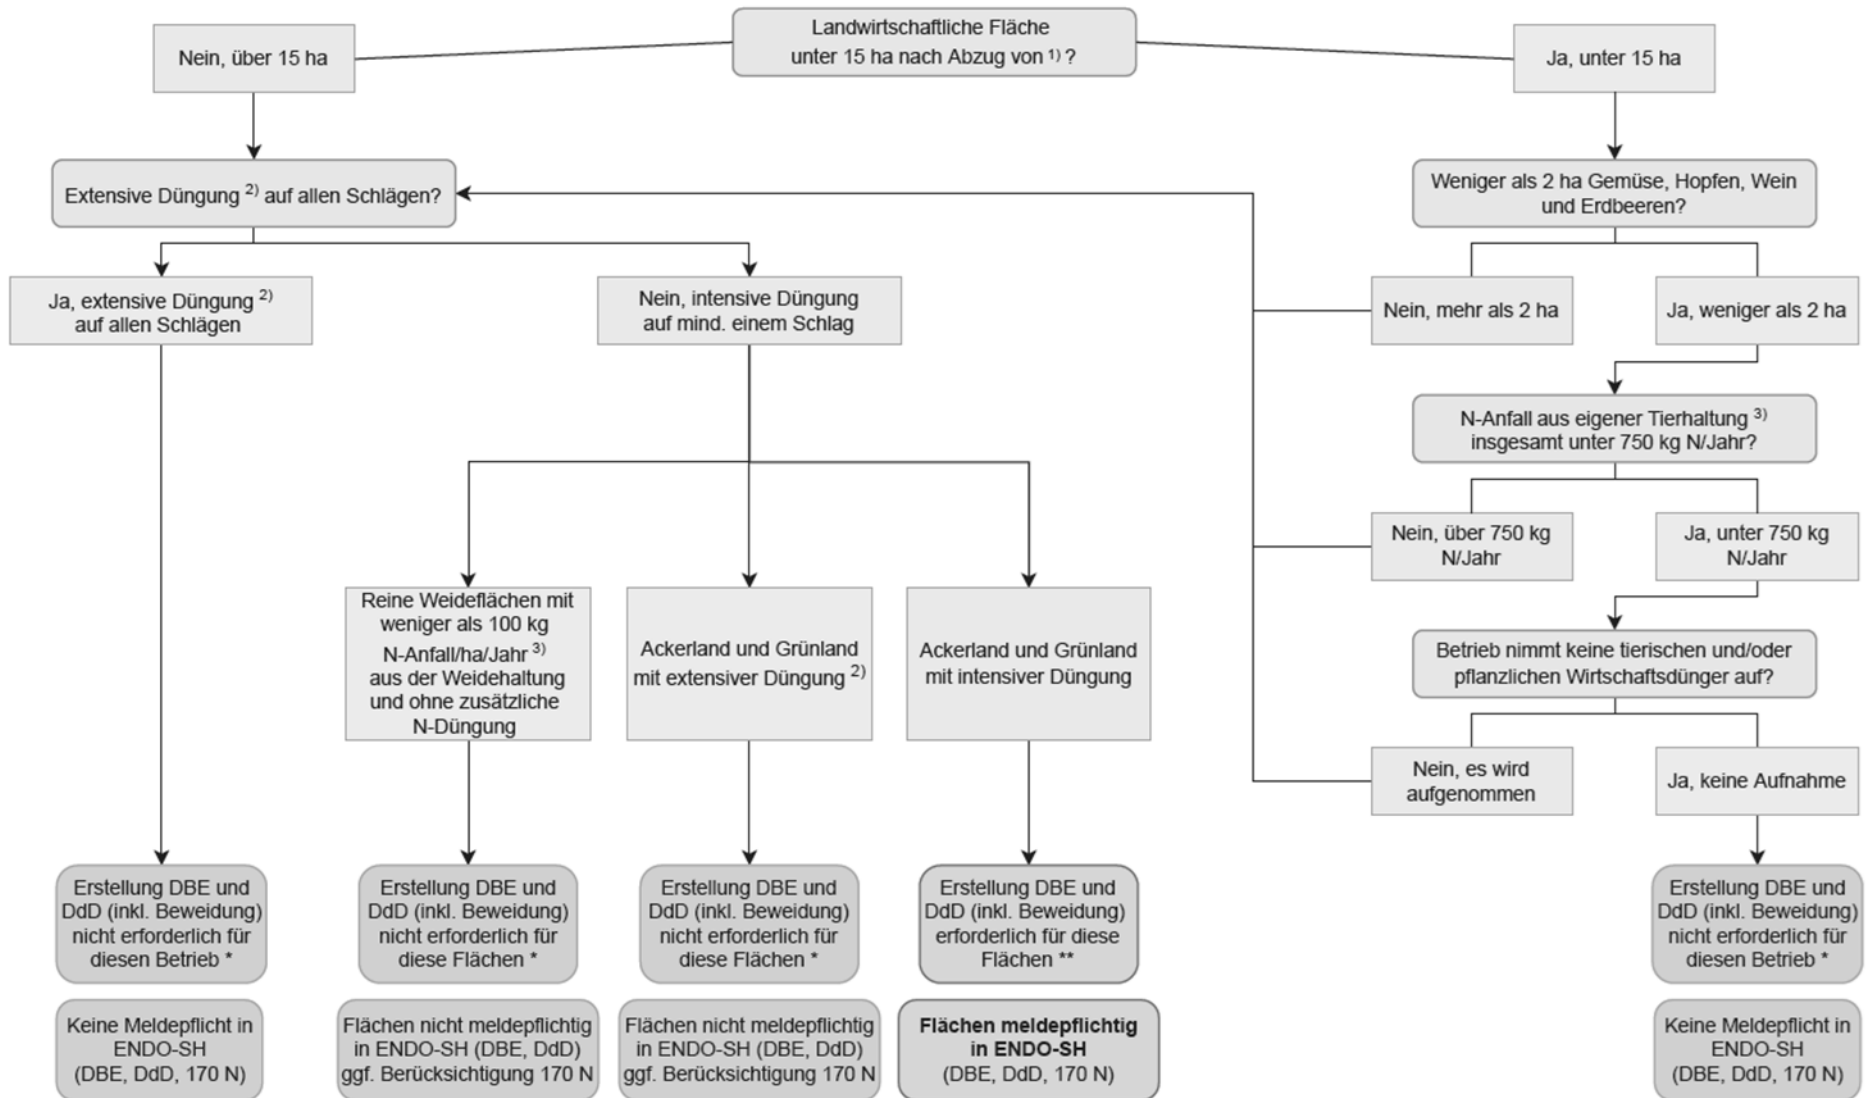 Landwirtschaftliche Fläche
unter 15 ha nach Abzug von ¹⁾ ?
Nein, über 15 ha
Ja, unter 15 ha
Extensive Düngung ²⁾ auf allen Schlägen?
Weniger als 2 ha Gemüse, Hopfen, Wein
und Erdbeeren?
Ja, extensive Düngung ²⁾
auf allen Schlägen
Nein, intensive Düngung
auf mind. einem Schlag
Nein, mehr als 2 ha
Ja, weniger als 2 ha
N-Anfall aus eigener Tierhaltung ³⁾
insgesamt unter 750 kg N/Jahr?
Nein, über 750 kg
N/Jahr
Ja, unter 750 kg
N/Jahr
Reine Weideflächen mit
weniger als 100 kg
N-Anfall/ha/Jahr ³⁾
aus der Weidehaltung
und ohne zusätzliche
N-Düngung
Ackerland und Grünland
mit extensiver Düngung ²⁾
Ackerland und Grünland
mit intensiver Düngung
Betrieb nimmt keine tierischen und/oder
pflanzlichen Wirtschaftsdünger auf?
Nein, es wird
aufgenommen
Ja, keine Aufnahme
Erstellung DBE und
DdD (inkl. Beweidung)
nicht erforderlich für
diesen Betrieb *
Erstellung DBE und
DdD (inkl. Beweidung)
nicht erforderlich für
diese Flächen *
Erstellung DBE und
DdD (inkl. Beweidung)
nicht erforderlich für
diese Flächen *
Erstellung DBE und
DdD (inkl. Beweidung)
erforderlich für diese
Flächen **
Erstellung DBE und
DdD (inkl. Beweidung)
nicht erforderlich für
diesen Betrieb *
Keine Meldepflicht in
ENDO-SH
(DBE, DdD, 170 N)
Flächen nicht meldepflichtig
in ENDO-SH (DBE, DdD)
ggf. Berücksichtigung 170 N
Flächen nicht meldepflichtig
in ENDO-SH (DBE, DdD)
ggf. Berücksichtigung 170 N
Flächen meldepflichtig
in ENDO-SH
(DBE, DdD, 170 N)
Keine Meldepflicht in
ENDO-SH
(DBE, DdD, 170 N)